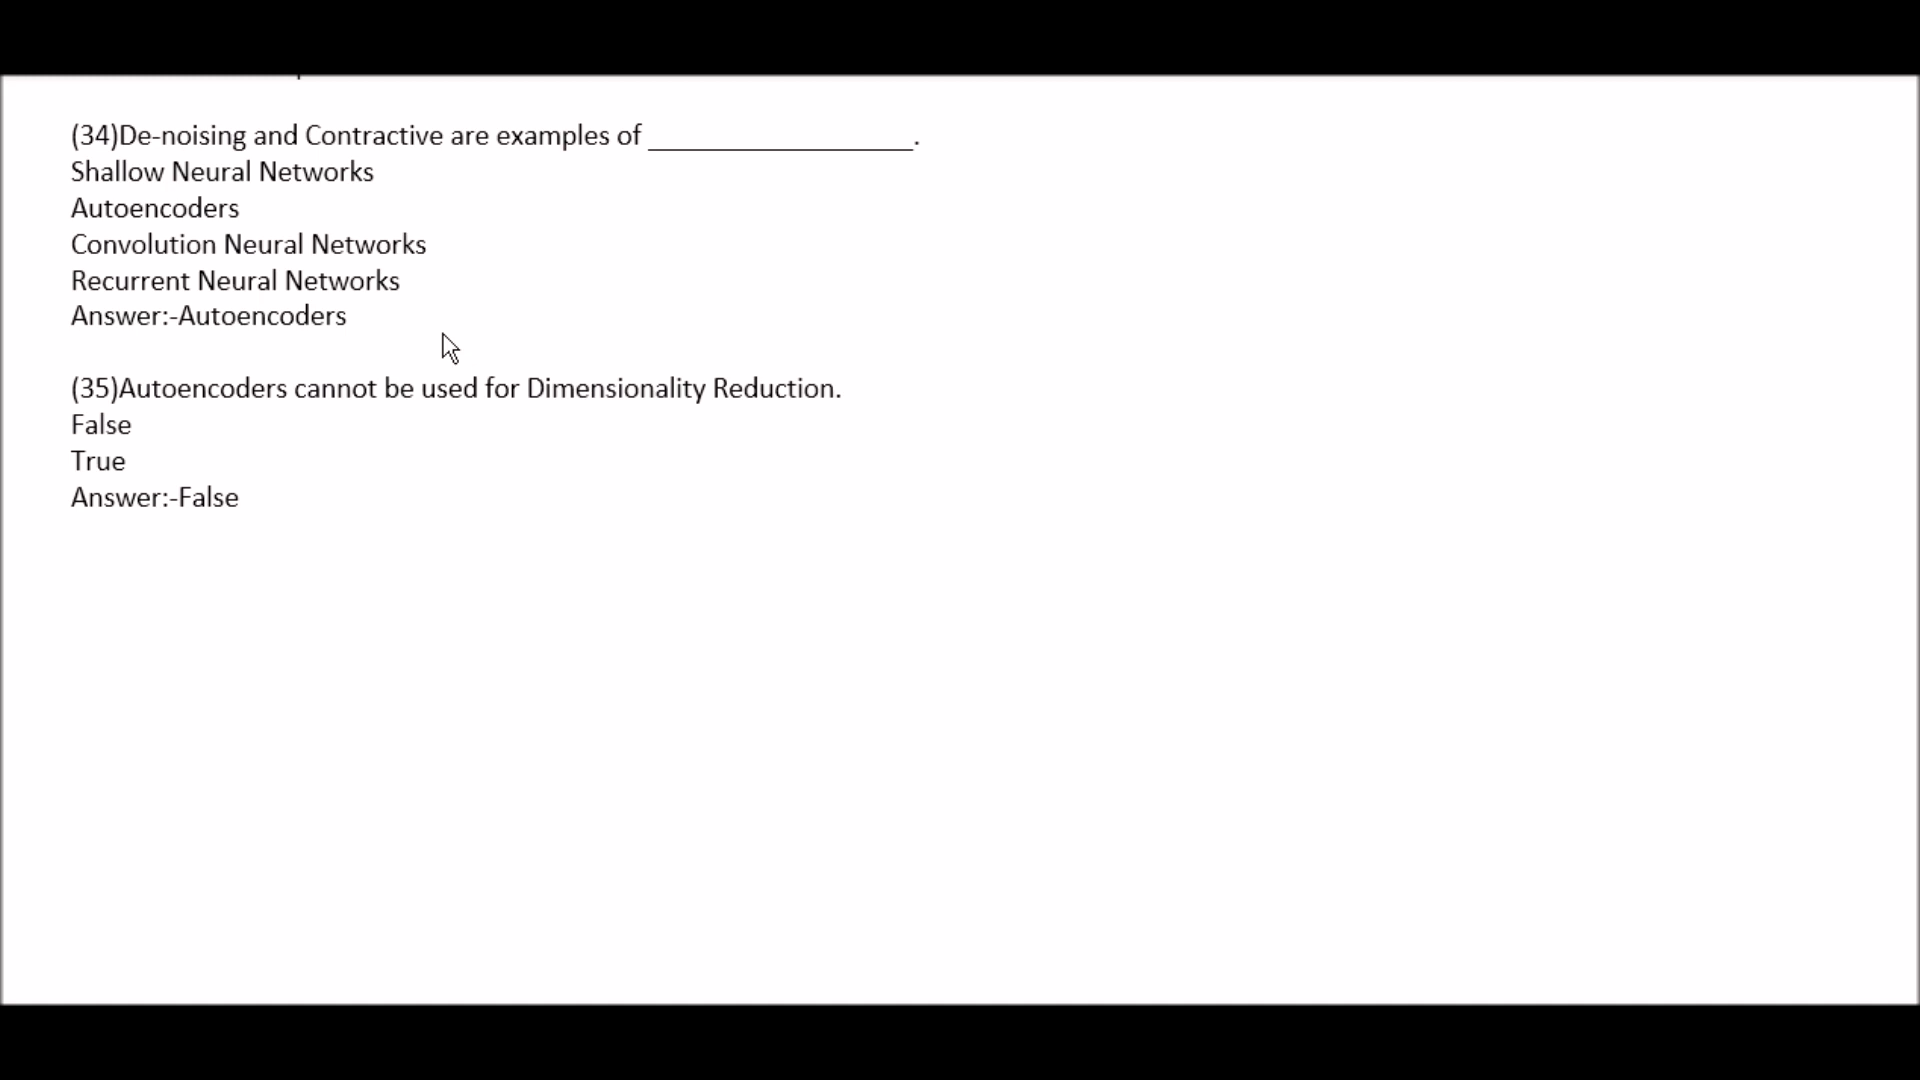 (34)De-noising and Contractive are examples of ___________________.
Shallow Neural Networks
Autoencoders
Convolution Neural Networks
Recurrent Neural Networks
Answer:-Autoencoders
(35)Autoencoders cannot be used for Dimensionality Reduction.
False
True
Answer:-False